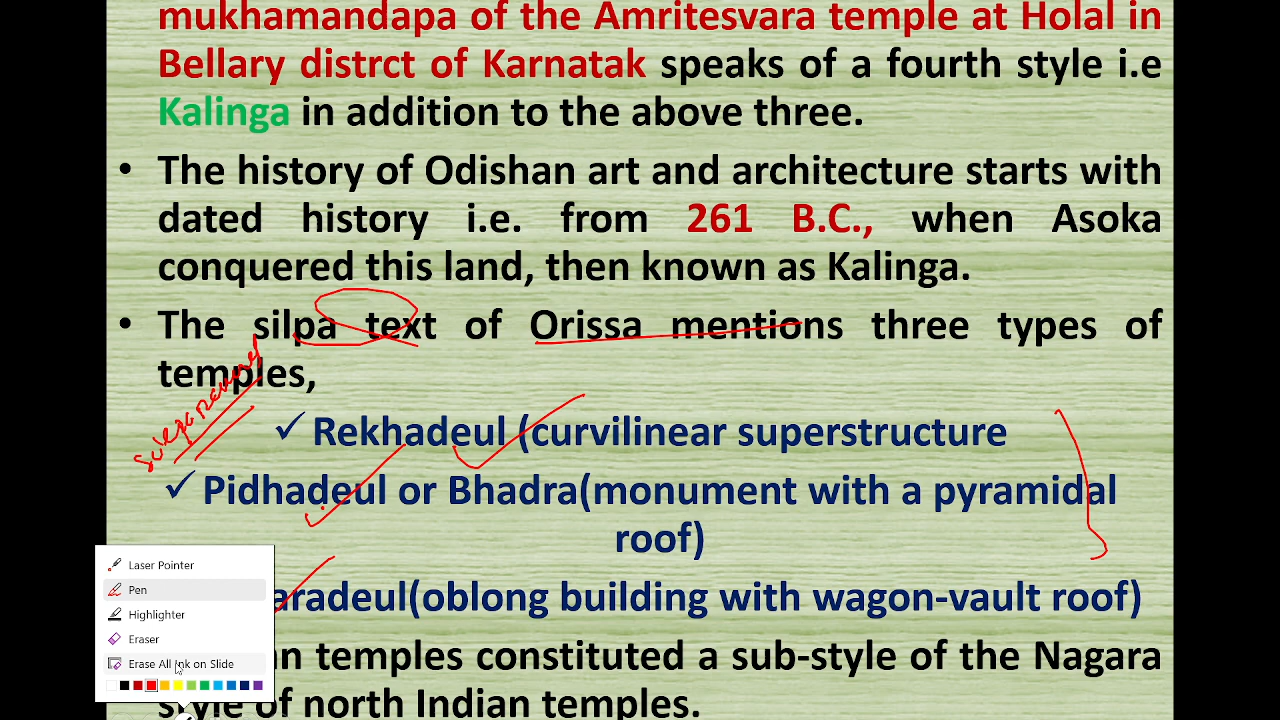 mukhamandapa of the Amritesvara temple at Holal in
Bellary distrct of Karnatak speaks of a fourth style i.e
Kalinga in addition to the above three.
• The history of Odishan art and architecture starts with
dated history i.e. from 261 B.C., when Asoka
conquered this land, then known as Kalinga.
• The silpa text of Orissa mentions three types of
temples,
✓ Rekhadeul (curvilinear superstructure
✓ Pidhadeul or Bhadra(monument with a pyramidal
roof)
aradeul(oblong building with wagon-vault roof)
n temples constituted a sub-style of the Nagara
style of north Indian temples.
Laser Pointer
Pen
Highlighter
Eraser
Erase All Ink on Slide